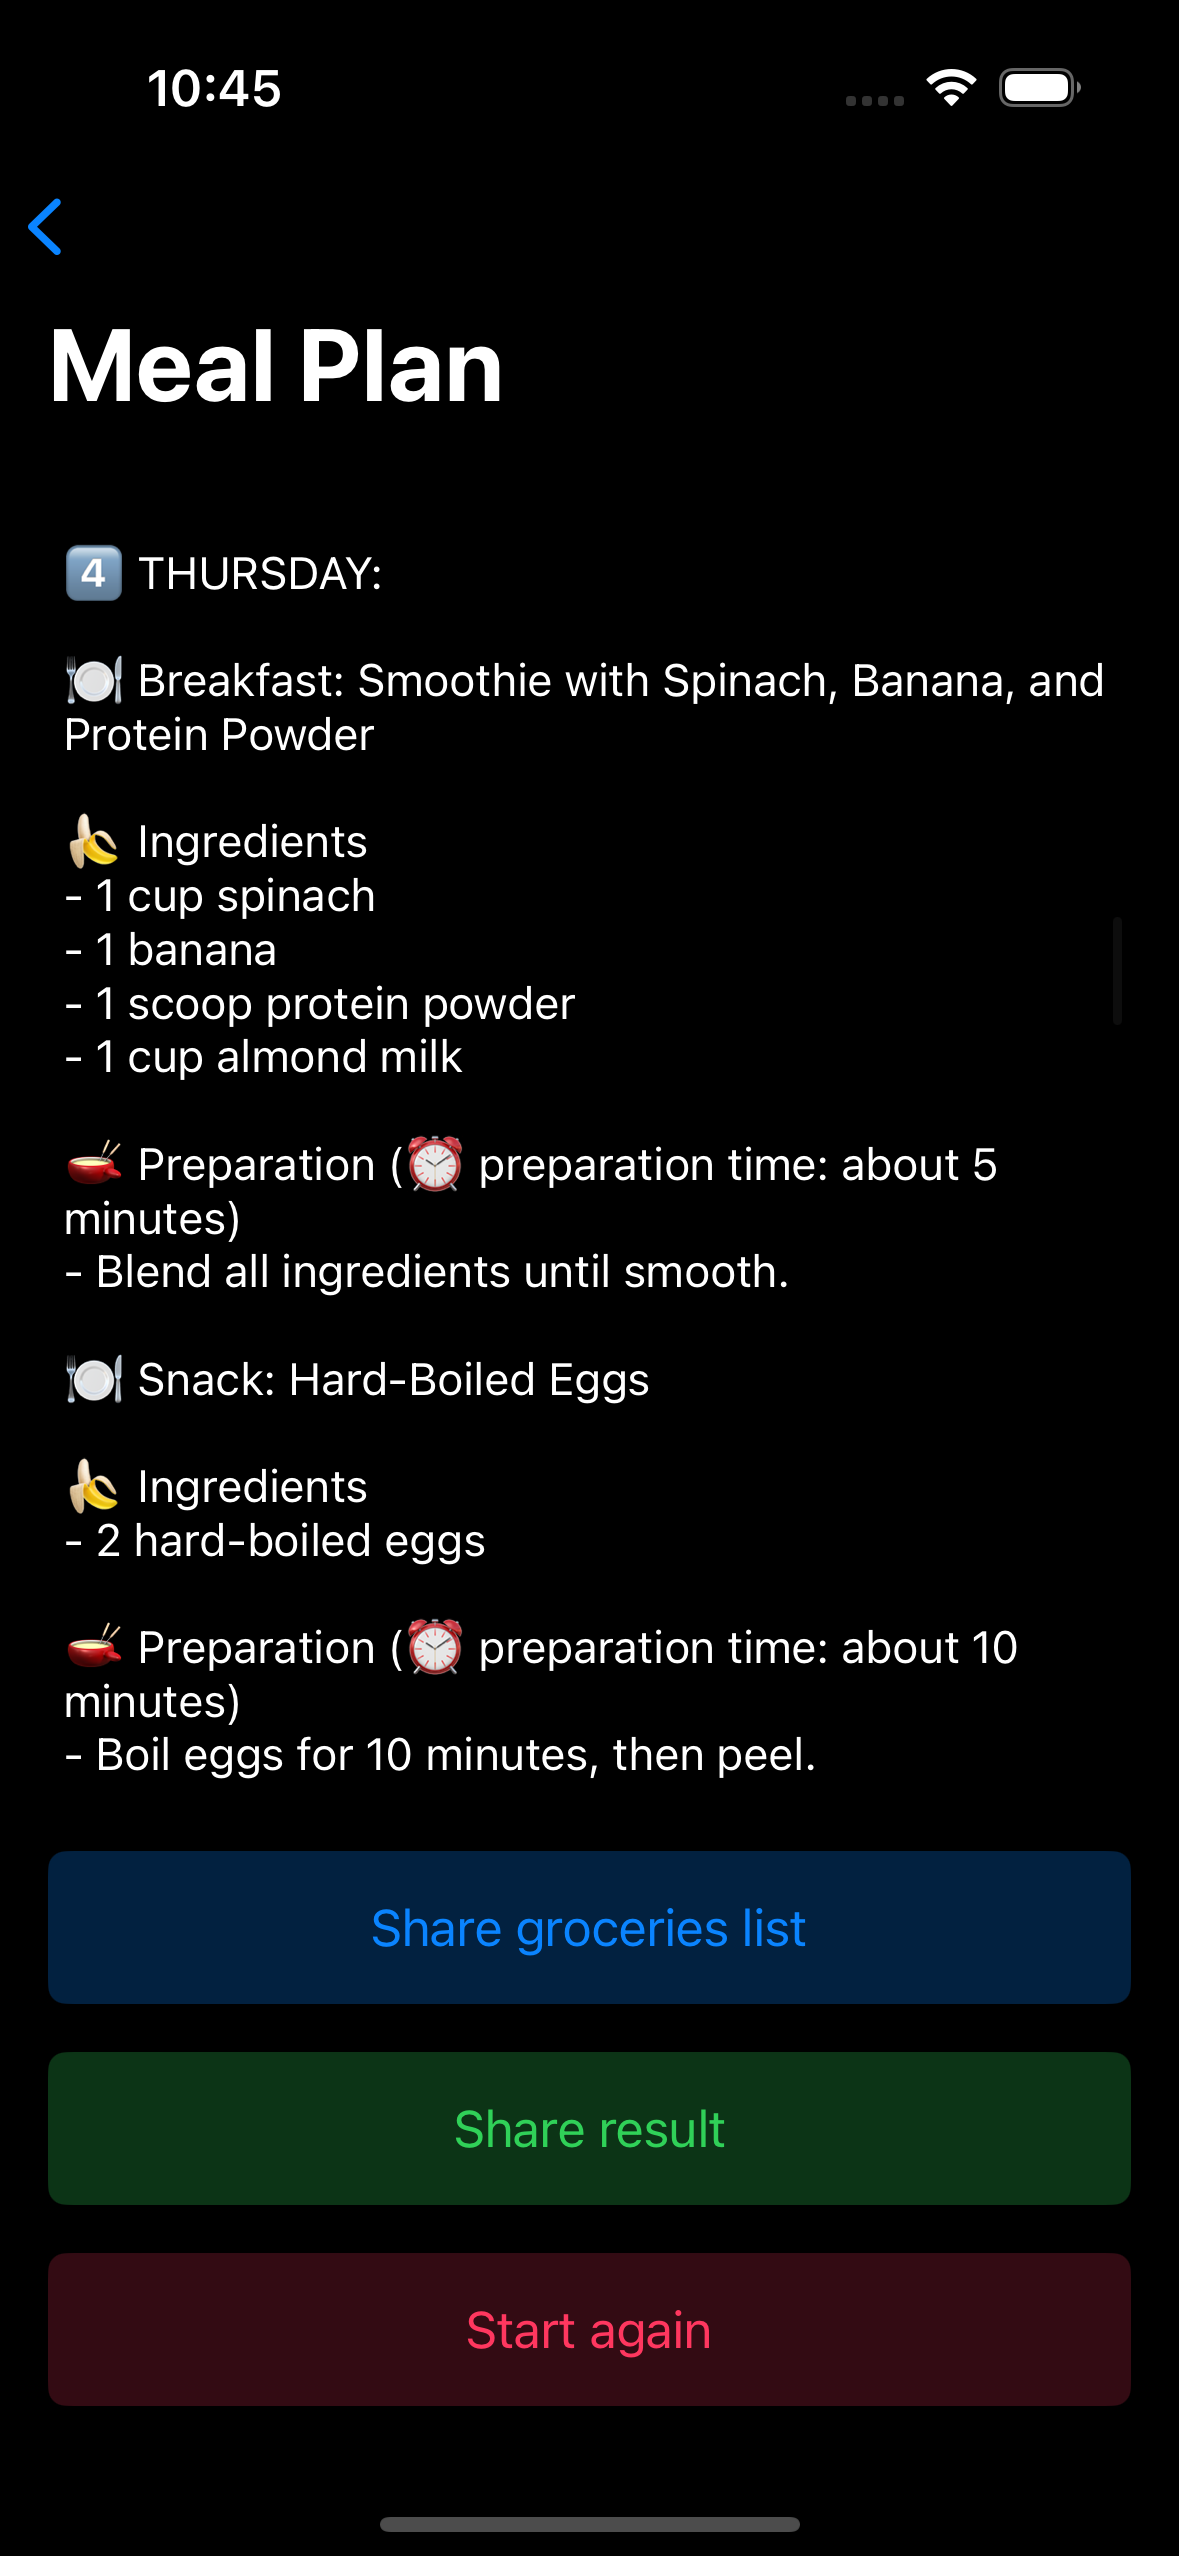 10:45
Meal Plan
4️⃣ THURSDAY:
🍽️ Breakfast: Smoothie with Spinach, Banana, and
Protein Powder
🍌 Ingredients
- 1 cup spinach
- 1 banana
- 1 scoop protein powder
- 1 cup almond milk
🥣 Preparation (⏰ preparation time: about 5
minutes)
- Blend all ingredients until smooth.
🍽️ Snack: Hard-Boiled Eggs
🍌 Ingredients
- 2 hard-boiled eggs
🥣 Preparation (⏰ preparation time: about 10
minutes)
- Boil eggs for 10 minutes, then peel.
Share groceries list
Share result
Start again